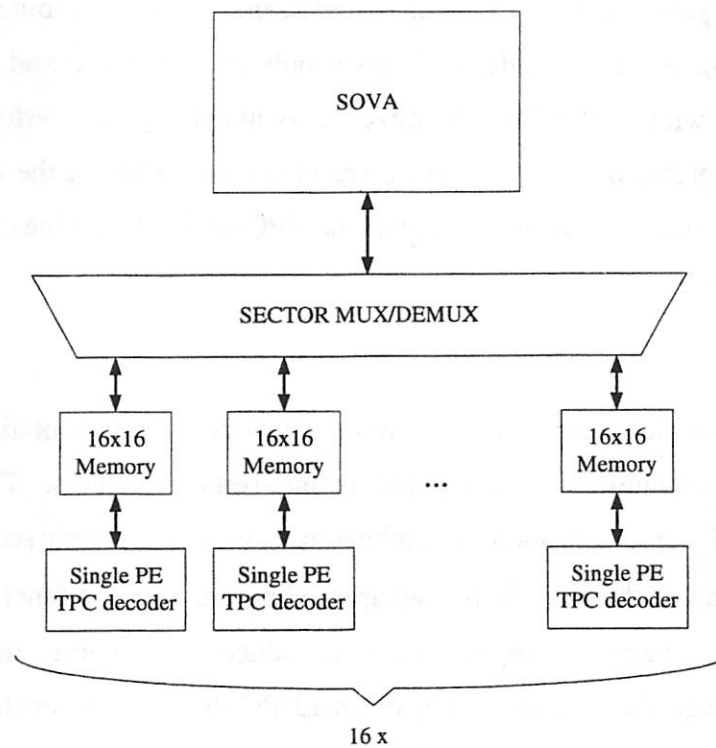 SOVA
SECTOR MUX/DEMUX
16x16
Memory
16x16
Memory
...
16x16
Memory
Single PE
TPC decoder
Single PE
TPC decoder
Single PE
TPC decoder
16 x